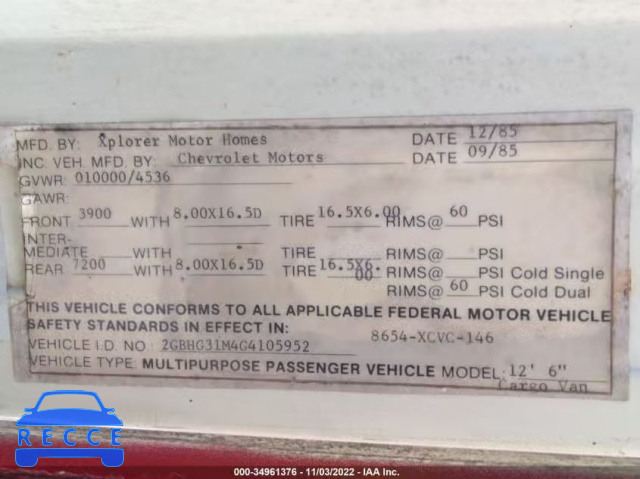 MFD. BY: Xplorer Motor Homes DATE 12/85
INC. VEH. MFD. BY: Chevrolet Motors DATE 09/85
GVWR: 010000/4536
GAWR:
FRONT 3900 WITH 8.00X16.5D TIRE 16.5X6.00 RIMS@ 60 PSI
INTER-
MEDIATE WITH TIRE RIMS@ PSI
REAR 7200 WITH 8.00X16.5D TIRE 16.5X6. RIMS@ PSI Cold Single
00
RIMS@ 60 PSI Cold Dual
THIS VEHICLE CONFORMS TO ALL APPLICABLE FEDERAL MOTOR VEHICLE
SAFETY STANDARDS IN EFFECT IN: 8654-XCVC-146
VEHICLE I.D. NO. 2GBHG31M4G4105952
VEHICLE TYPE: MULTIPURPOSE PASSENGER VEHICLE MODEL: 12' 6"
Cargo Van
RECCE
000-34961376 - 11/03/2022 - IAA Inc.